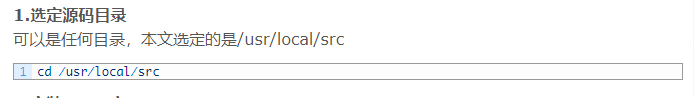 1.选定源码目录
可以是任何目录，本文选定的是/usr/local/src
1 cd /usr/local/src